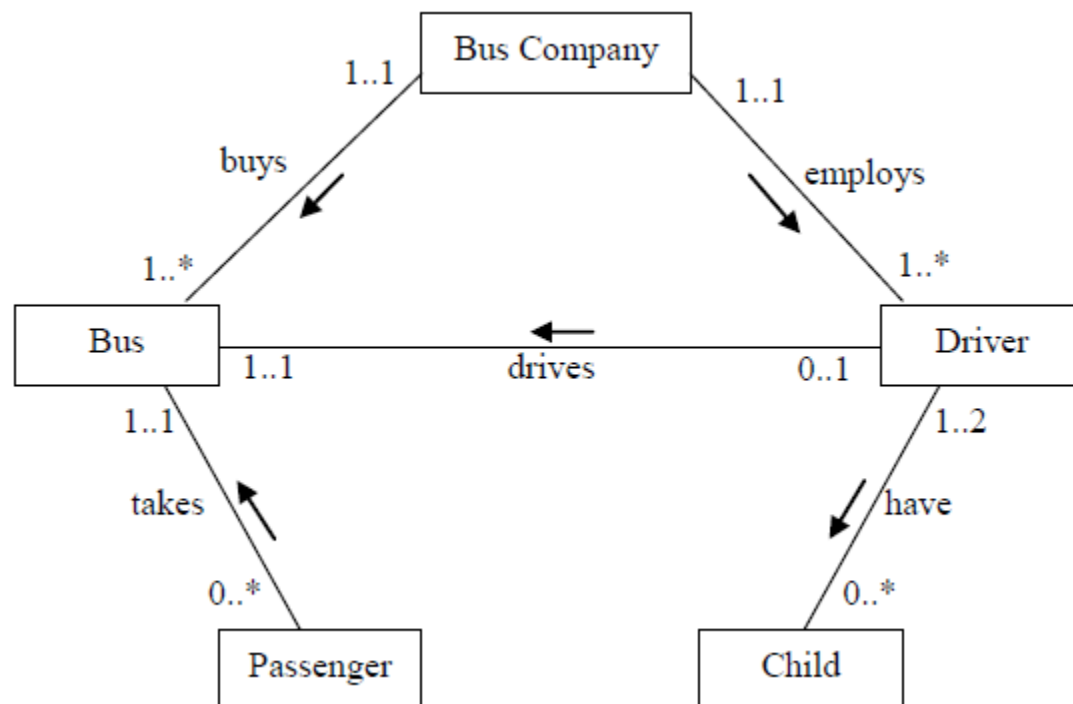 Bus Company
1..1
1..1
buys
employs
1..*
1..*
Bus
Driver
1..1
drives
0..1
1..1
1..2
takes
have
0..*
0..*
Passenger
Child